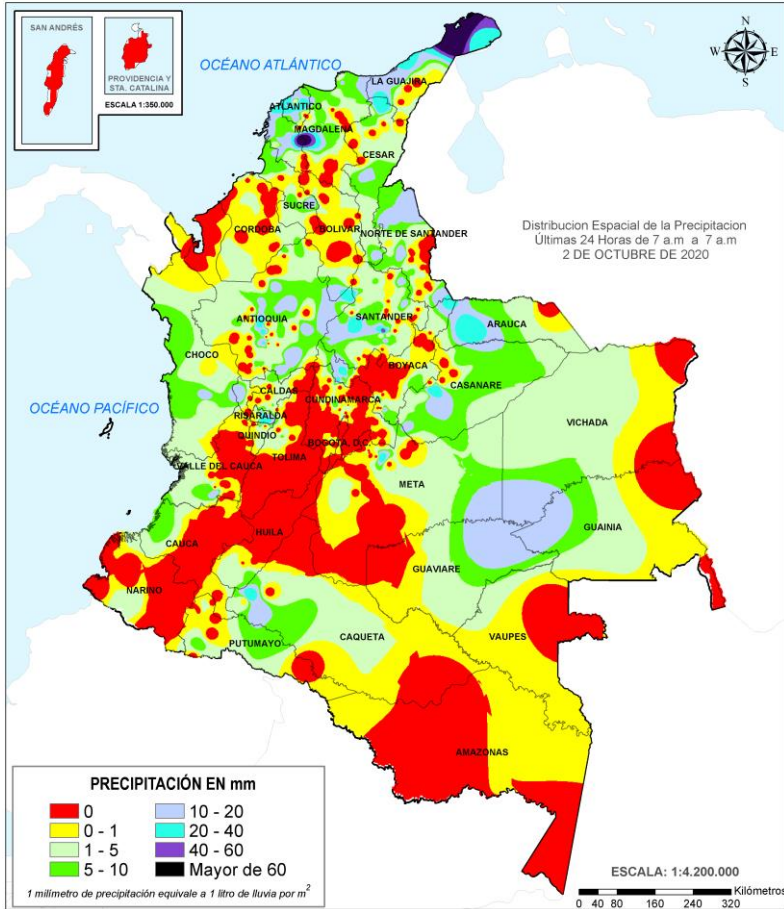 SAN ANDRÉS
PROVIDENCIA Y
STA. CATALINA
ESCALA 1:350.000
OCÉANO ATLÁNTICO
N
W
E
S
LA GUAJIRA
ATLANTICO
MAGDALENA
CESAR
SUCRE
CORDOBA
BOLIVAR
NORTE DE SANTANDER
Distribucion Espacial de la Precipitacion
Últimas 24 Horas de 7 a.m a 7 a.m
2 DE OCTUBRE DE 2020
ANTIOQUIA
SANTANDER
ARAUCA
CHOCO
BOYACA
CASANARE
CALDAS
CUNDINAMARCA
OCÉANO PACÍFICO
RISARALDA
VICHADA
QUINDIO
BOGOTA, D.C.
TOLIMA
VALLE DEL CAUCA
META
GUAINIA
HUILA
CAUCA
GUAVIARE
NARIÑO
CAQUETA
VAUPES
PUTUMAYO
AMAZONAS
PRECIPITACIÓN EN mm
0
10 - 20
0 - 1
20 - 40
1 - 5
40 - 60
5 - 10
Mayor de 60
1 milímetro de precipitación equivale a 1 litro de lluvia por m2
ESCALA: 1:4.200.000
Kilómetros
0 40 80 160 240 320